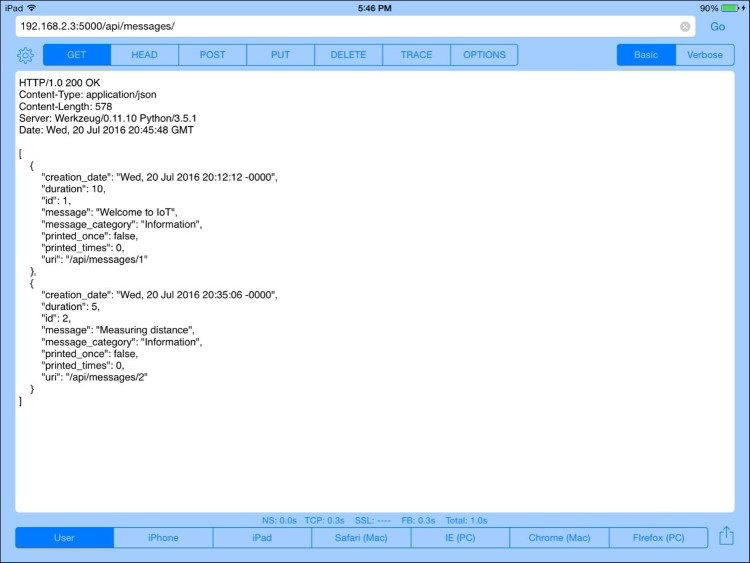 iPad 5:46 PM 90%
192.168.2.3:5000/api/messages/ Go
GET HEAD POST PUT DELETE TRACE OPTIONS Basic Verbose
HTTP/1.0 200 OK
Content-Type: application/json
Content-Length: 578
Server: Werkzeug/0.11.10 Python/3.5.1
Date: Wed, 20 Jul 2016 20:45:48 GMT
[
{
"creation_date": "Wed, 20 Jul 2016 20:12:12 -0000",
"duration": 10,
"id": 1,
"message": "Welcome to IoT",
"message_category": "Information",
"printed_once": false,
"printed_times": 0,
"uri": "/api/messages/1"
},
{
"creation_date": "Wed, 20 Jul 2016 20:35:06 -0000",
"duration": 5,
"id": 2,
"message": "Measuring distance",
"message_category": "Information",
"printed_once": false,
"printed_times": 0,
"uri": "/api/messages/2"
}
]
NS: 0.0s TCP: 0.3s SSL: ---- FB: 0.3s Total: 1.0s
User iPhone iPad Safari (Mac) IE (PC) Chrome (Mac) FIrefox (PC)